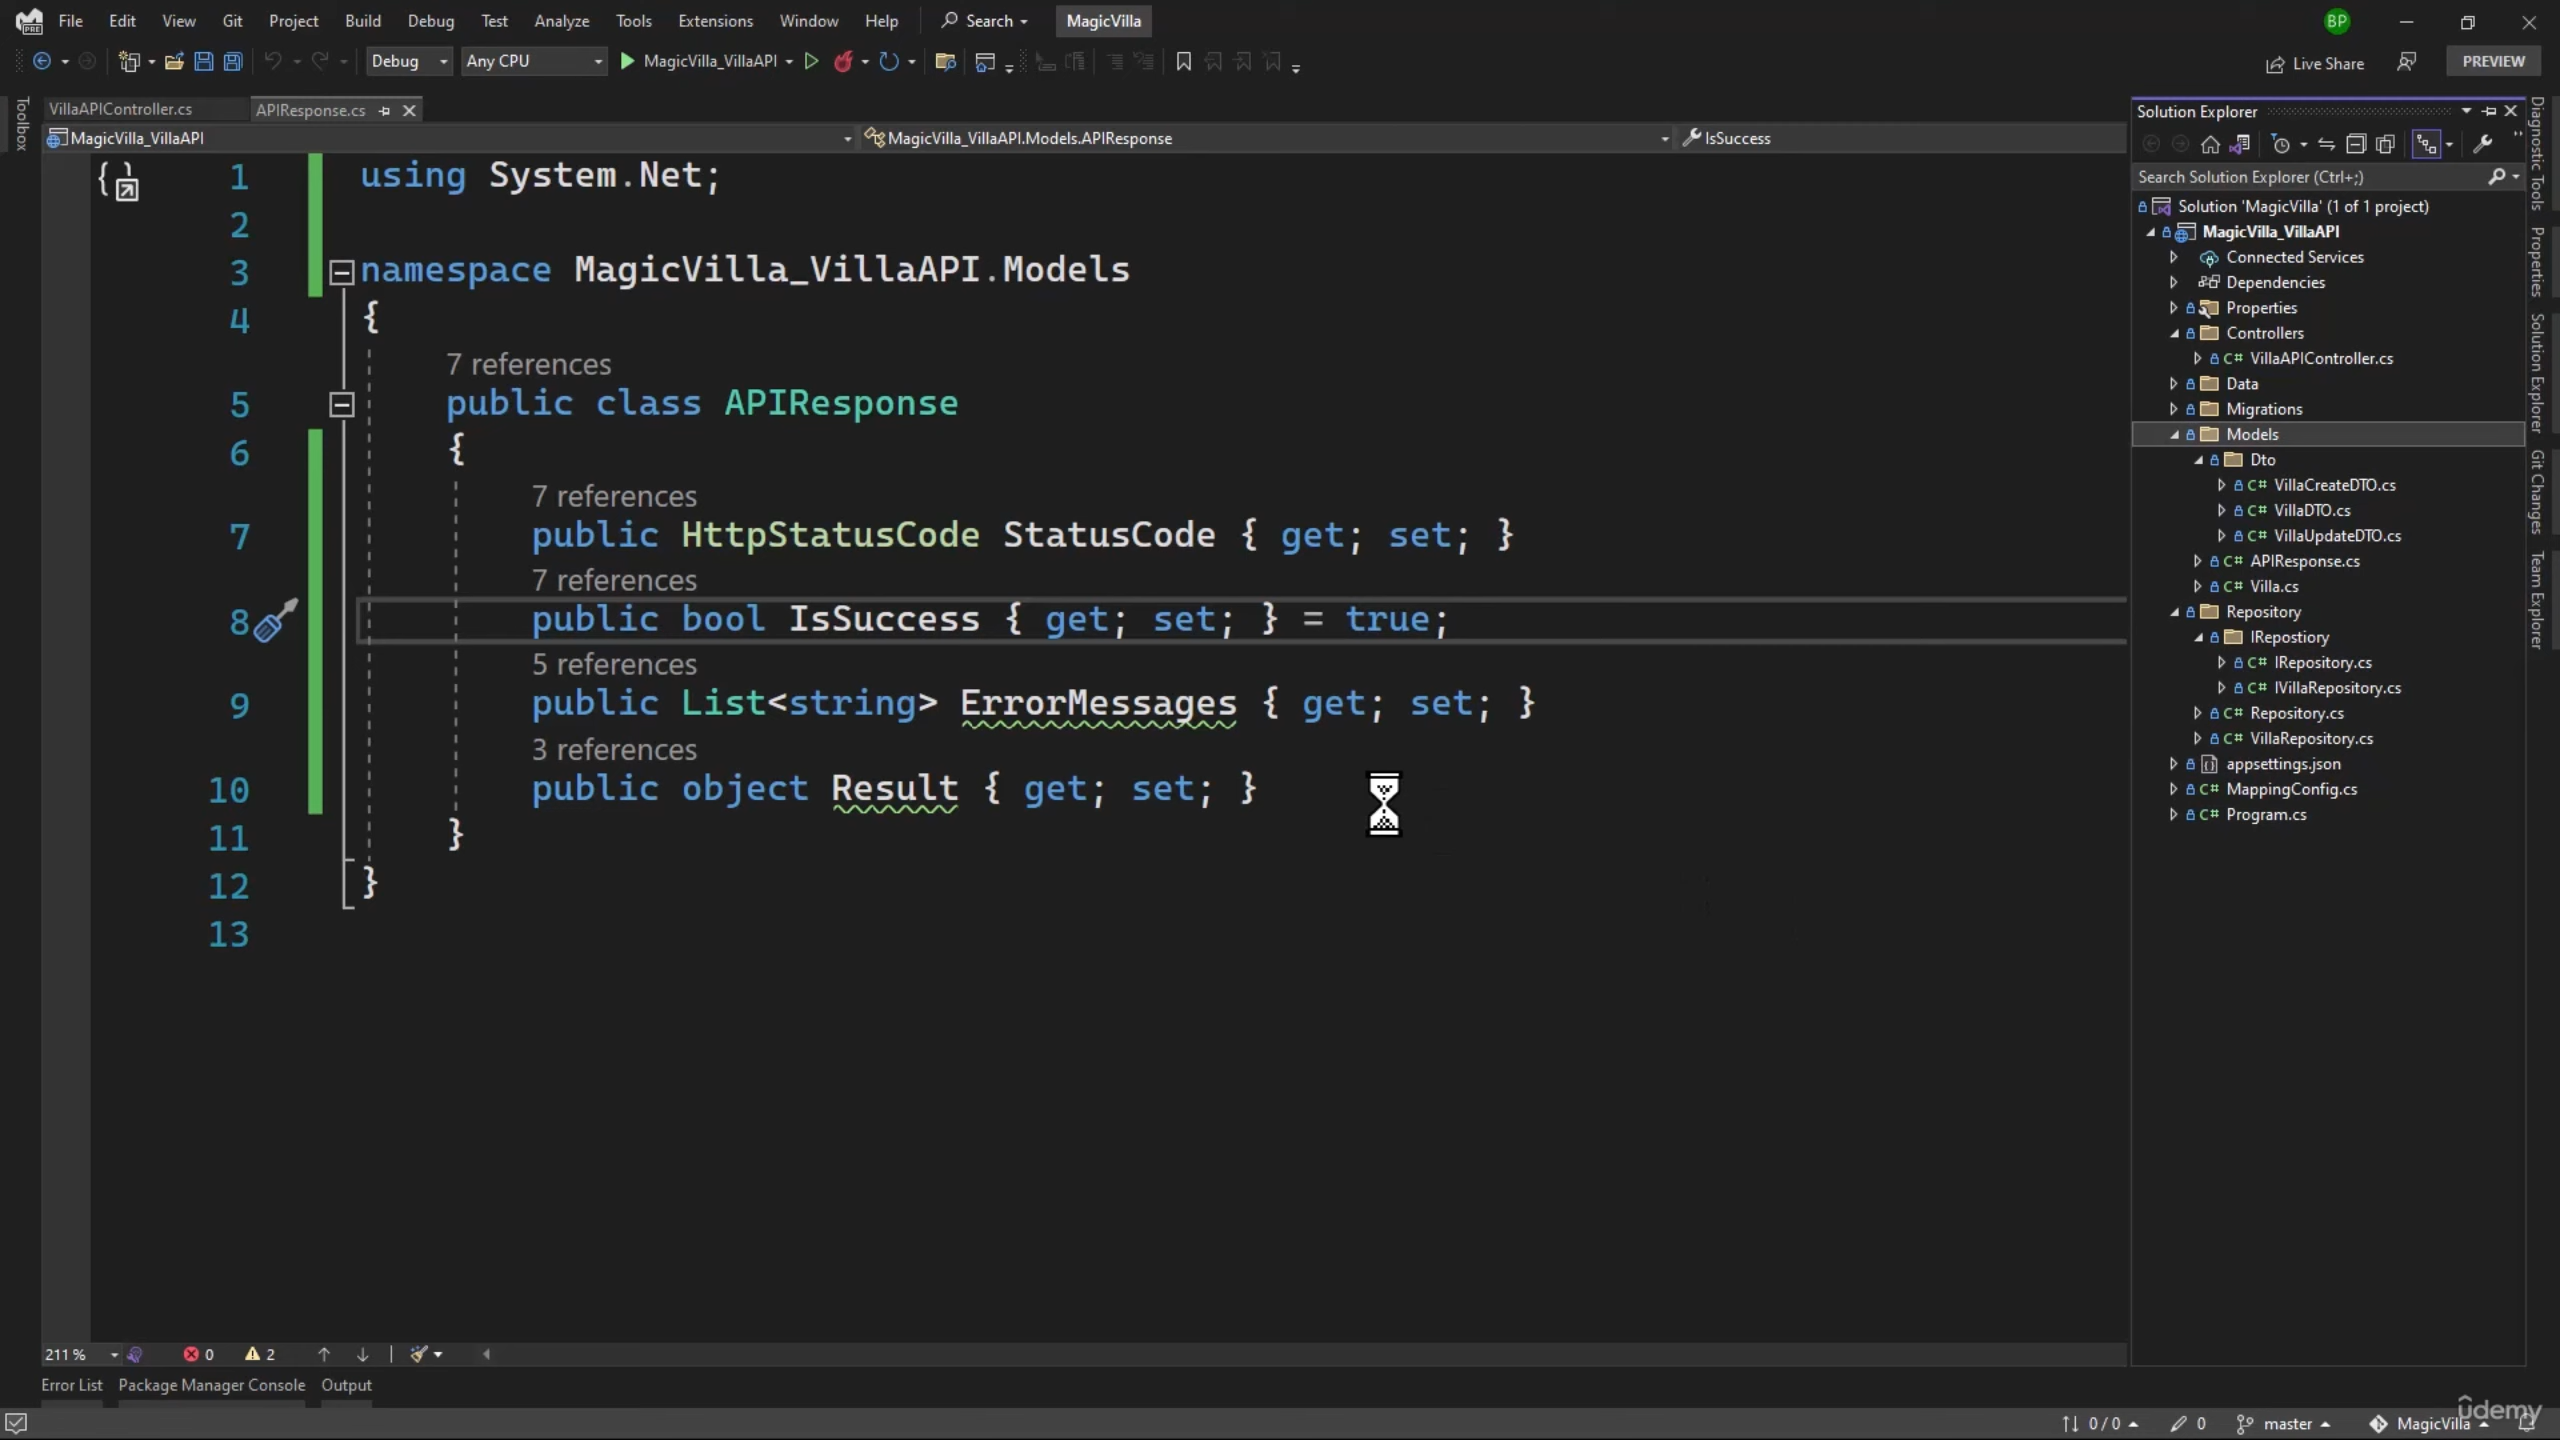 File Edit View Git Project Build Debug Test Analyze Tools Extensions Window Help Search MagicVilla BP
Debug Any CPU MagicVilla_VillaAPI Live Share PREVIEW
VillaAPIController.cs APIResponse.cs
MagicVilla_VillaAPI MagicVilla_VillaAPI.Models.APIResponse IsSuccess
Toolbox
1 using System.Net;
2
3 namespace MagicVilla_VillaAPI.Models
4 {
7 references
5 public class APIResponse
6 {
7 references
7 public HttpStatusCode StatusCode { get; set; }
7 references
8 public bool IsSuccess { get; set; } = true;
5 references
9 public List<string> ErrorMessages { get; set; }
3 references
10 public object Result { get; set; }
11 }
12 }
13
211 % 0 2
Error List Package Manager Console Output
Solution Explorer
Search Solution Explorer (Ctrl+;)
Solution 'MagicVilla' (1 of 1 project)
MagicVilla_VillaAPI
Connected Services
Dependencies
Properties
Controllers
C# VillaAPIController.cs
Data
Migrations
Models
Dto
C# VillaCreateDTO.cs
C# VillaDTO.cs
C# VillaUpdateDTO.cs
C# APIResponse.cs
C# Villa.cs
Repository
IRepostiory
C# IRepository.cs
C# IVillaRepository.cs
C# Repository.cs
C# VillaRepository.cs
appsettings.json
C# MappingConfig.cs
C# Program.cs
Diagnostic Tools
Properties
Solution Explorer
Git Changes
Team Explorer
0 / 0 0 master MagicVilla
udemy